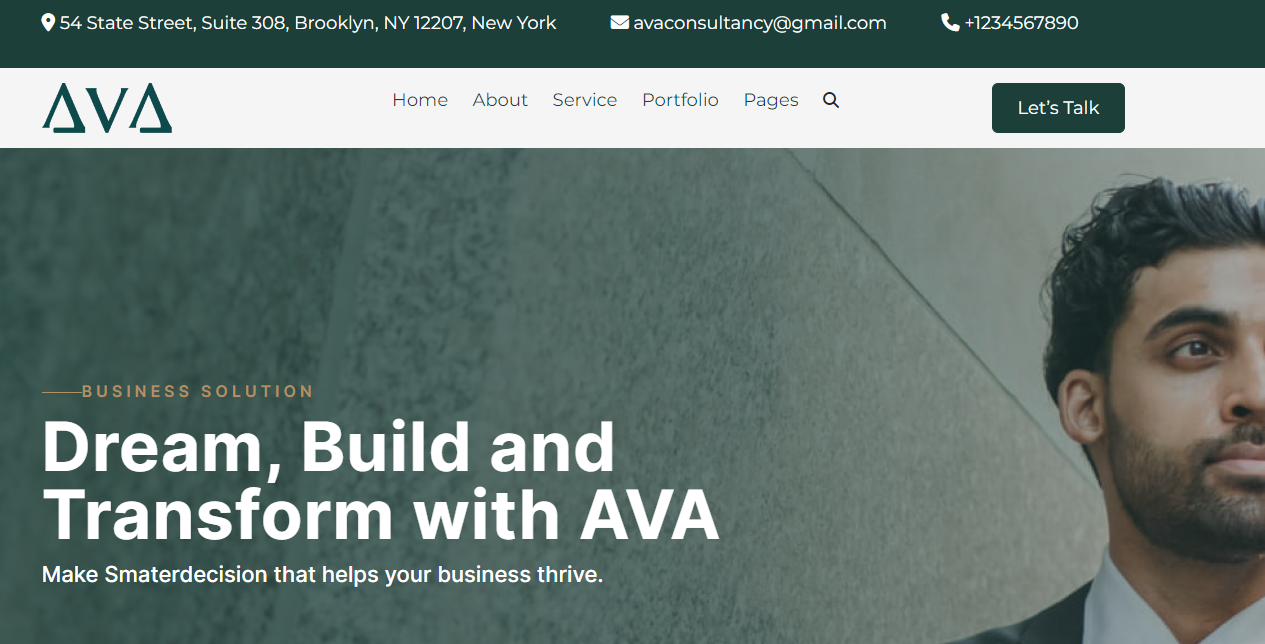 54 State Street, Suite 308, Brooklyn, NY 12207, New York avaconsultancy@gmail.com +1234567890
AVA Home About Service Portfolio Pages Let's Talk
BUSINESS SOLUTION
Dream, Build and
Transform with AVA
Make Smaterdecision that helps your business thrive.